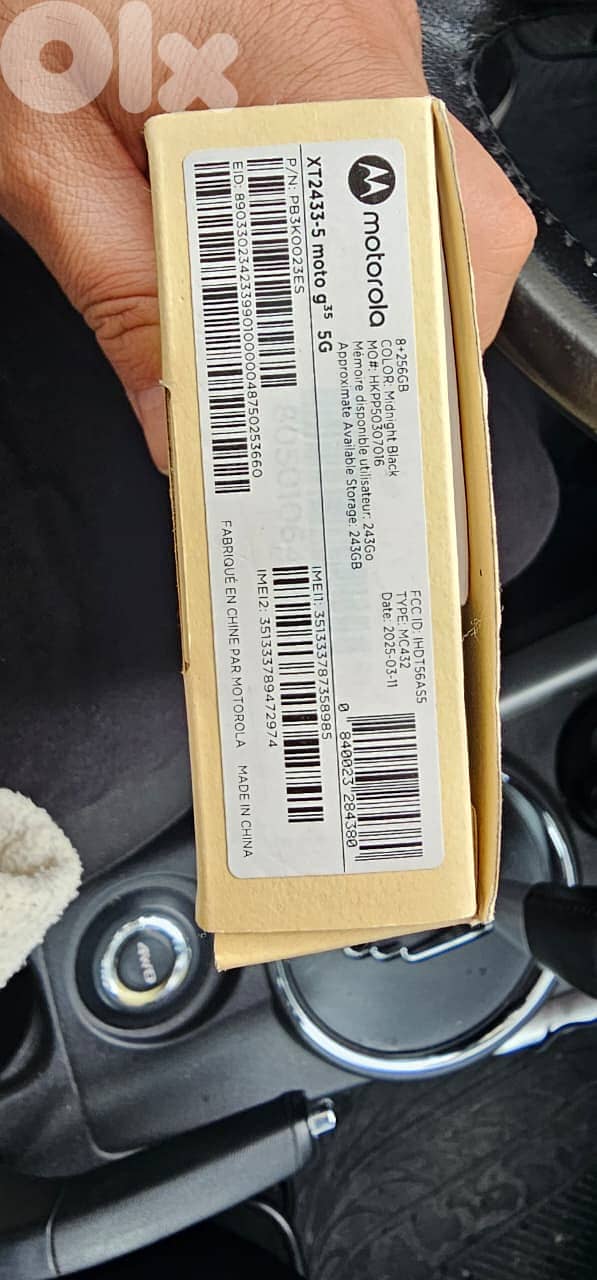 olx
motorola
8+256GB
COLOR: Midnight Black
MO#: HKPP50307016
Mémoire disponible utilisateur: 243Go
Approximate Available Storage: 243GB
FCC ID: IHDT56AS5
TYPE: MC432
Date: 2025-03-11
0 840023 284380
XT2433-5 moto g35 5G
P/N: PB3K0023ES
IMEI1: 351333787358985
EID: 89033023423399010000048750253660
IMEI2: 351333789472974
FABRIQUÉ EN CHINE PAR MOTOROLA MADE IN CHINA
4WD